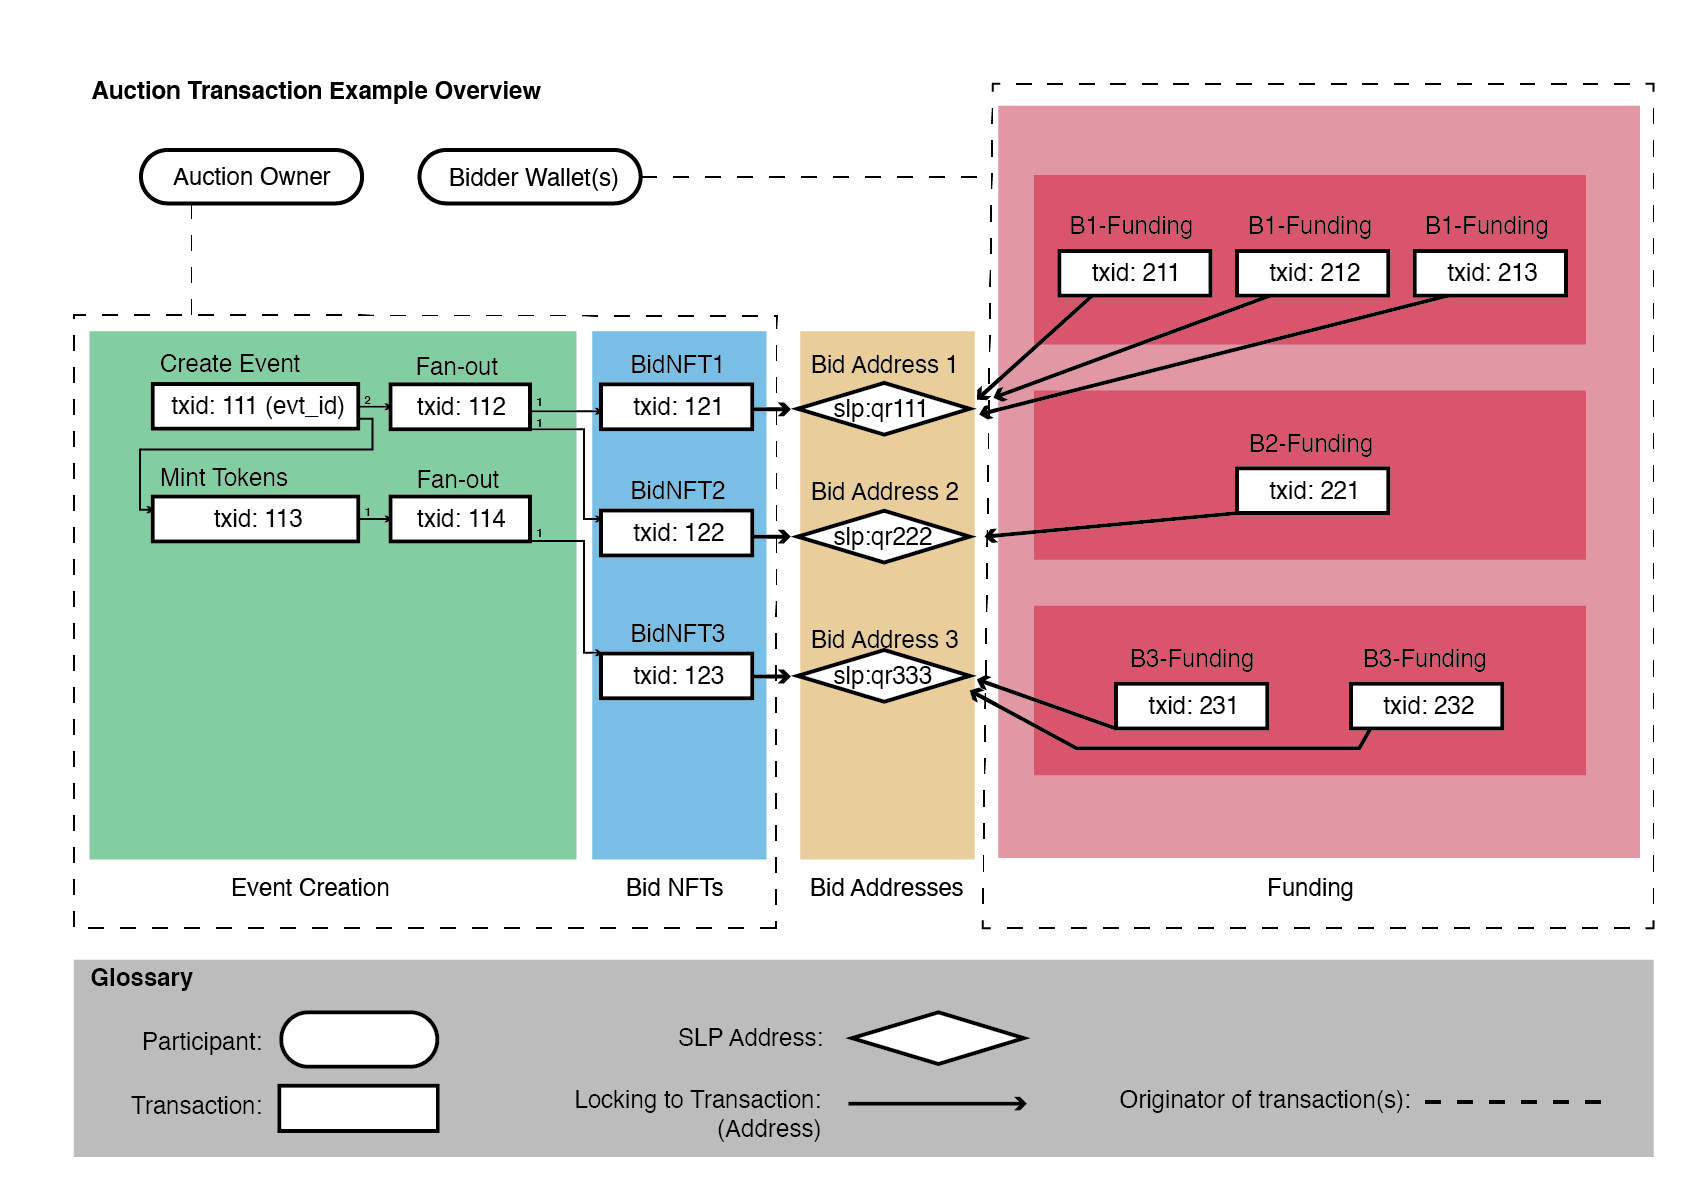 Auction Transaction Example Overview
Auction Owner
Bidder Wallet(s)
B1-Funding
B1-Funding
B1-Funding
txid: 211
txid: 212
txid: 213
Create Event
Fan-out
BidNFT1
Bid Address 1
txid: 111 (evt_id)
2
txid: 112
1
1
txid: 121
slp:qr111
B2-Funding
txid: 221
Mint Tokens
Fan-out
BidNFT2
Bid Address 2
txid: 113
1
txid: 114
1
txid: 122
slp:qr222
BidNFT3
Bid Address 3
txid: 123
slp:qr333
B3-Funding
B3-Funding
txid: 231
txid: 232
Event Creation
Bid NFTs
Bid Addresses
Funding
Glossary
Participant:
SLP Address:
Transaction:
Locking to Transaction:
(Address)
Originator of transaction(s):